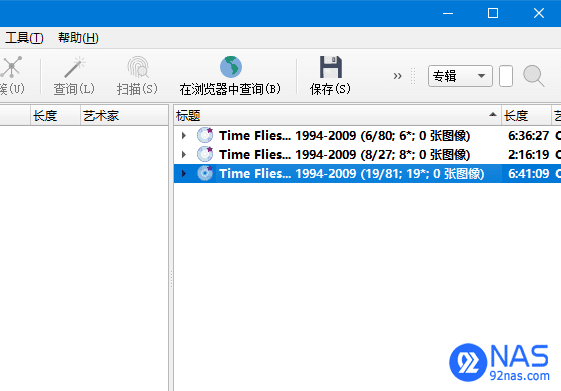 工具(T) 帮助(H)
(U) 查询(L) 扫描(S) 在浏览器中查询(B) 保存(S) » 专辑
长度 艺术家 标题 长度
Time Flies... 1994-2009 (6/80; 6*; 0 张图像) 6:36:27
Time Flies... 1994-2009 (8/27; 8*; 0 张图像) 2:16:19
Time Flies... 1994-2009 (19/81; 19*; 0 张图像) 6:41:09
92 NAS
92nas.com